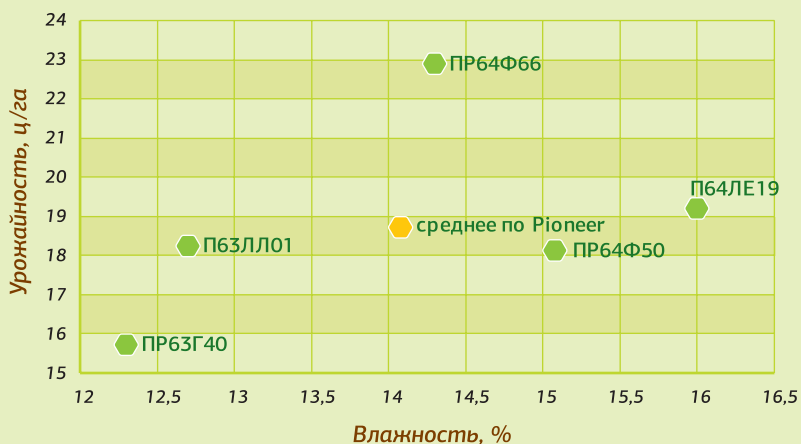 24
23
22
21
20
19
18
17
16
15
Урожайность, ц/га
ПР64Ф66
П64ЛЕ19
среднее по Pioneer
П63ЛЛ01
ПР64Ф50
ПР63Г40
12 12,5 13 13,5 14 14,5 15 15,5 16 16,5
Влажность, %